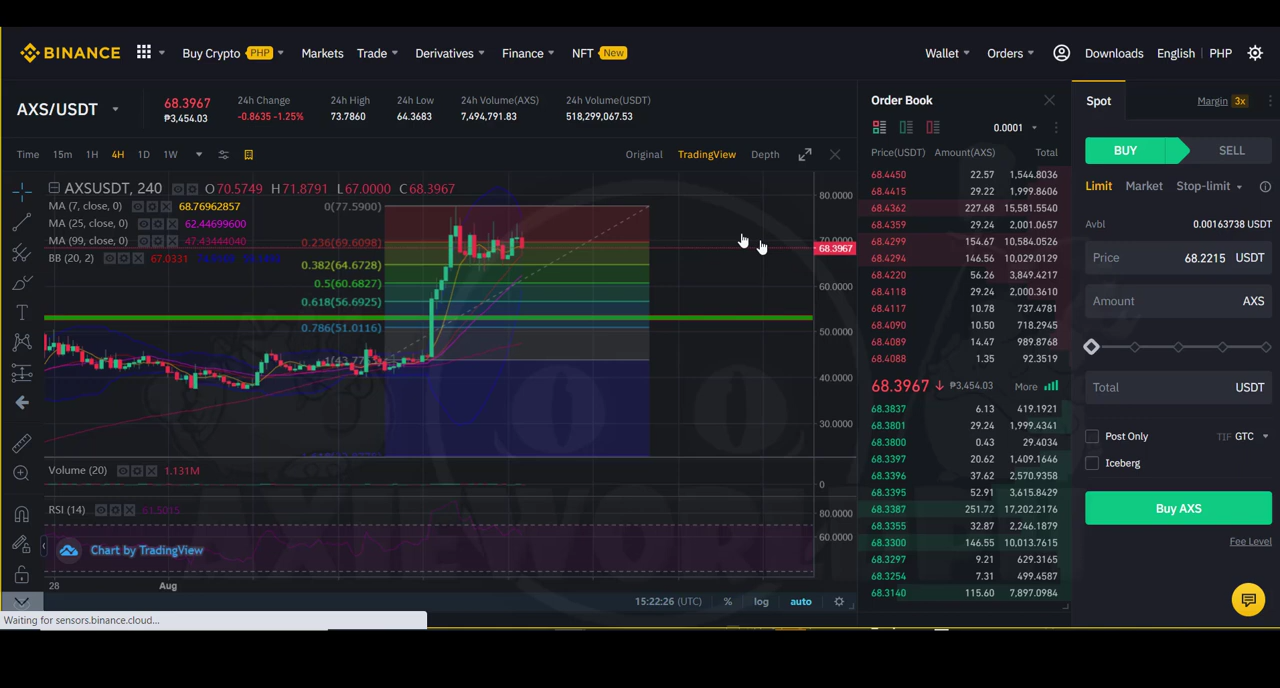 BINANCE Buy Crypto PHP Markets Trade Derivatives Finance NFT New Wallet Orders Downloads English | PHP
AXS/USDT
68.3967
₱3,454.03
24h Change
-0.8635 -1.25%
24h High
73.7860
24h Low
64.3683
24h Volume(AXS)
7,494,791.83
24h Volume(USDT)
518,299,067.53
Time 15m 1H 4H 1D 1W Original TradingView Depth
AXSUSDT, 240 O70.5749 H71.8791 L67.0000 C68.3967
MA (7, close, 0) 68.76962857
MA (25, close, 0) 62.44699600
MA (99, close, 0) 47.43444040
BB (20, 2) 67.0331
0(77.5900)
0.236(69.6098)
0.382(64.6728)
0.5(60.6827)
0.618(56.6925)
0.786(51.0116)
80.0000
70.0000
68.3967
60.0000
50.0000
40.0000
30.0000
Volume (20) 1.131M
0
RSI (14) 61.5015
80.0000
60.0000
Chart by TradingView
28 Aug
15:22:26 (UTC) % log auto
Waiting for sensors.binance.cloud...
Order Book
0.0001
Price(USDT) Amount(AXS) Total
68.4450 22.57 1,544.8036
68.4415 29.22 1,999.8606
68.4362 227.68 15,581.5540
68.4359 29.24 2,001.0657
68.4299 154.67 10,584.0526
68.4294 146.56 10,029.0129
68.4220 56.26 3,849.4217
68.4118 29.24 2,000.3610
68.4117 10.78 737.4781
68.4090 10.50 718.2945
68.4089 14.47 989.8768
68.4088 1.35 92.3519
68.3967 ↓ ₱3,454.03 More
68.3837 6.13 419.1921
68.3801 29.24 1,999.4341
68.3800 0.43 29.4034
68.3397 20.62 1,409.1646
68.3396 37.62 2,570.9358
68.3395 52.91 3,615.8429
68.3387 251.72 17,202.2176
68.3355 32.87 2,246.1879
68.3300 146.55 10,013.7615
68.3297 9.21 629.3165
68.3254 7.31 499.4587
68.3140 115.60 7,897.0984
Spot Margin 3x
BUY SELL
Limit Market Stop-limit
Avbl 0.00163738 USDT
Price 68.2215 USDT
Amount AXS
Total USDT
Post Only TIF GTC
Iceberg
Buy AXS
Fee Level